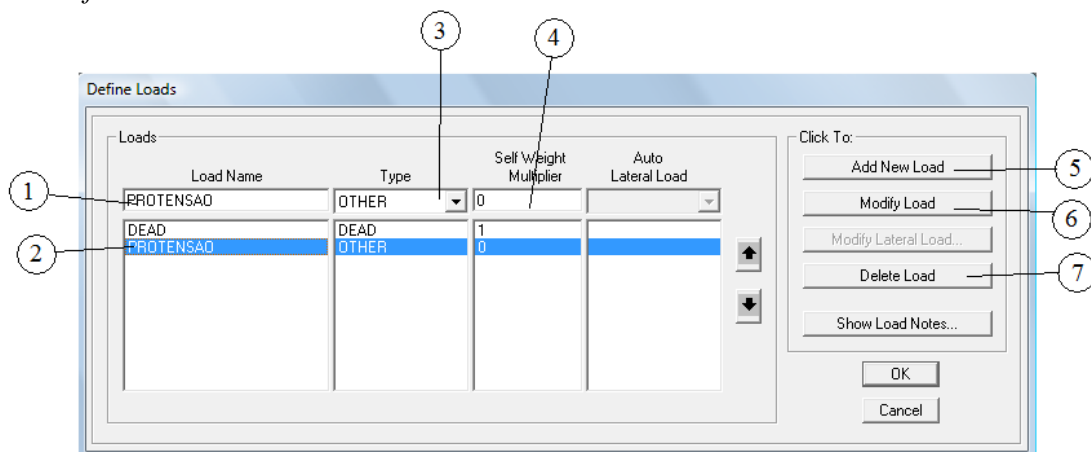 3
4
Define Loads
Loads
Click To:
Load Name
Type
Self Weight
Multiplier
Auto
Lateral Load
1
PROTENSAO
OTHER
0
2
DEAD
DEAD
1
PROTENSAO
OTHER
0
Add New Load
5
Modify Load
6
Modify Lateral Load...
Delete Load
7
Show Load Notes...
OK
Cancel